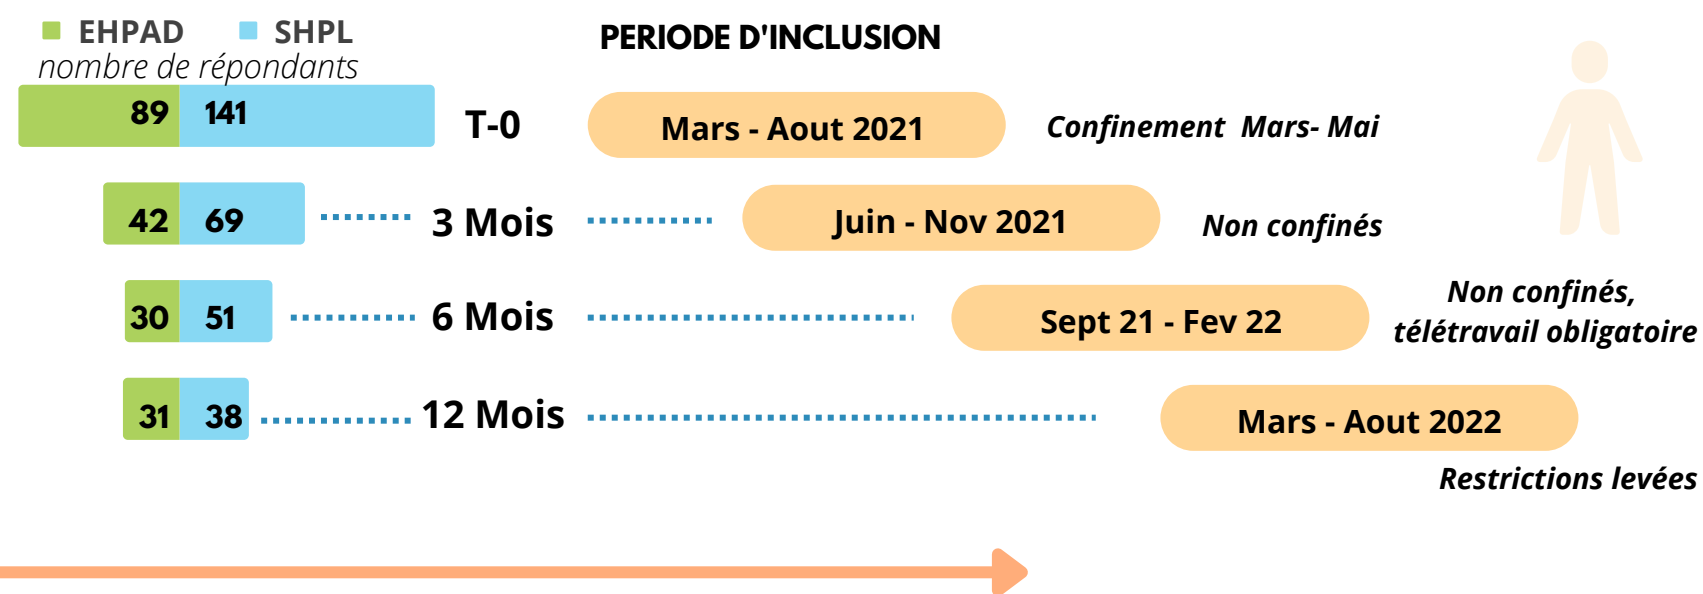 EHPAD SHPL
nombre de répondants
PERIODE D'INCLUSION
89 141 T-0 Mars - Aout 2021 Confinement Mars- Mai
42 69 3 Mois Juin - Nov 2021 Non confinés
30 51 6 Mois Sept 21 - Fev 22 Non confinés,
télétravail obligatoire
31 38 12 Mois Mars - Aout 2022
Restrictions levées